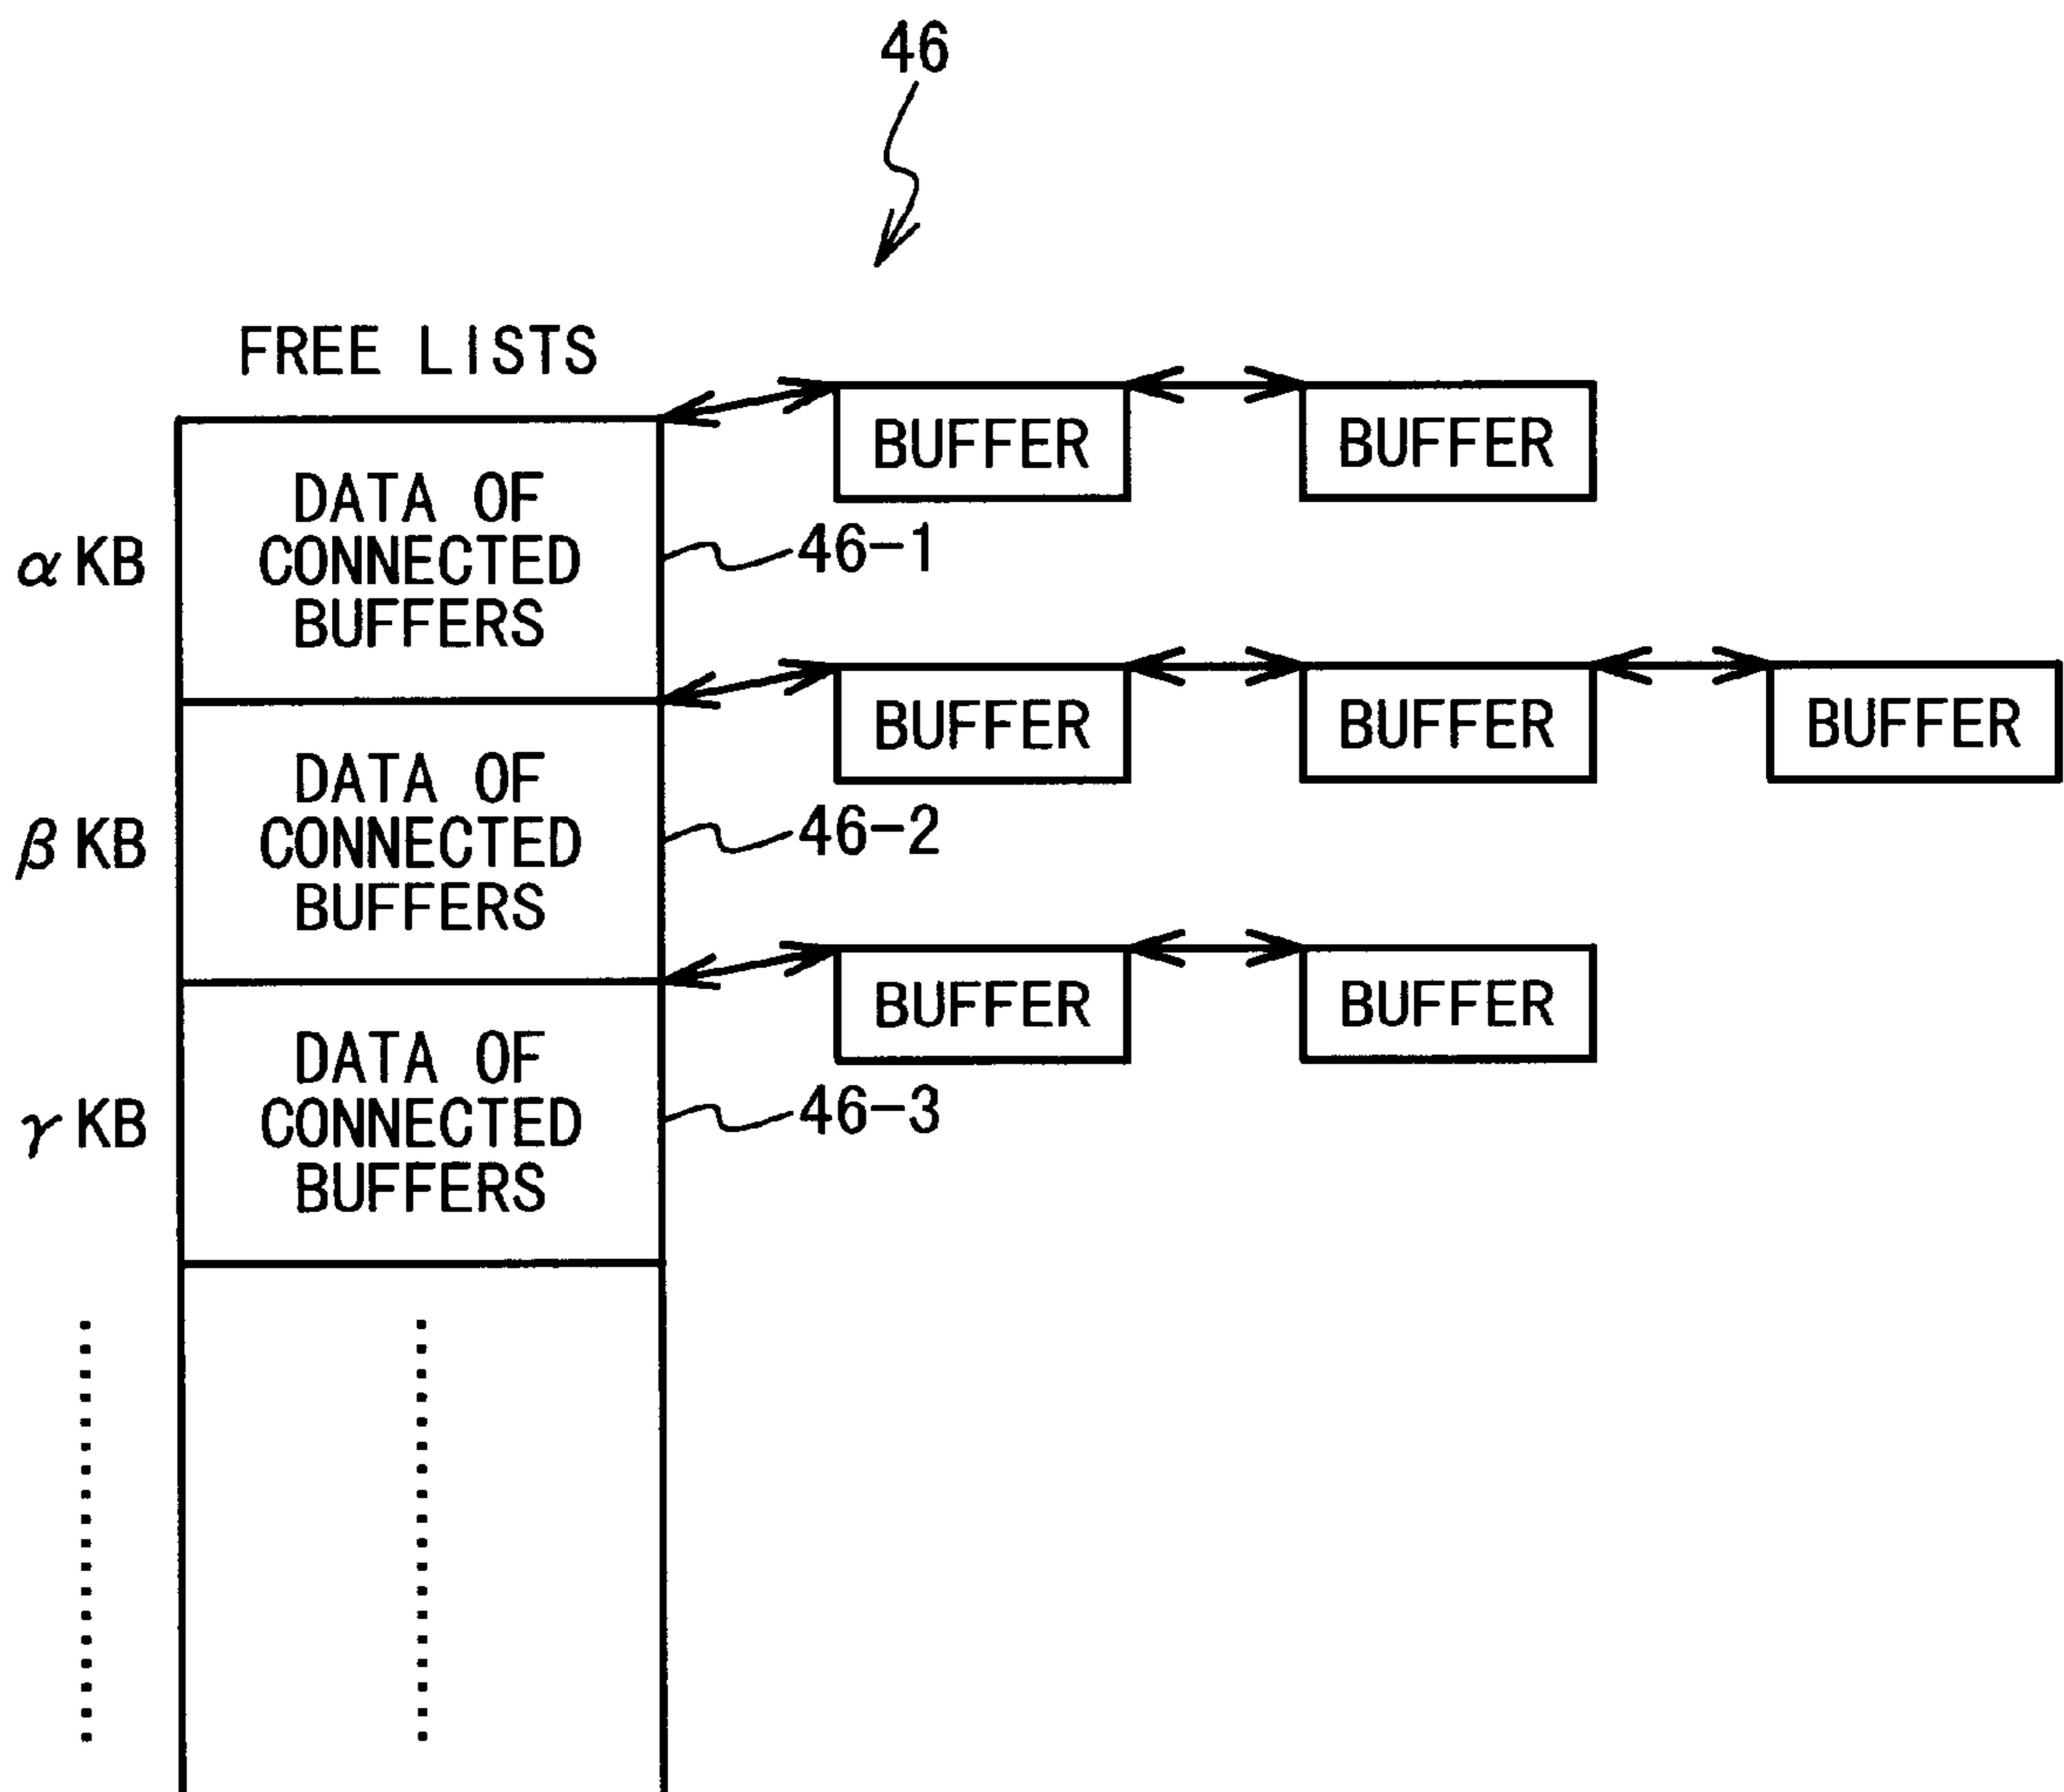 46
FREE LISTS
BUFFER BUFFER
DATA OF
CONNECTED
BUFFERS
α KB
46-1
BUFFER BUFFER BUFFER
DATA OF
CONNECTED
BUFFERS
β KB
46-2
BUFFER BUFFER
DATA OF
CONNECTED
BUFFERS
γ KB
46-3